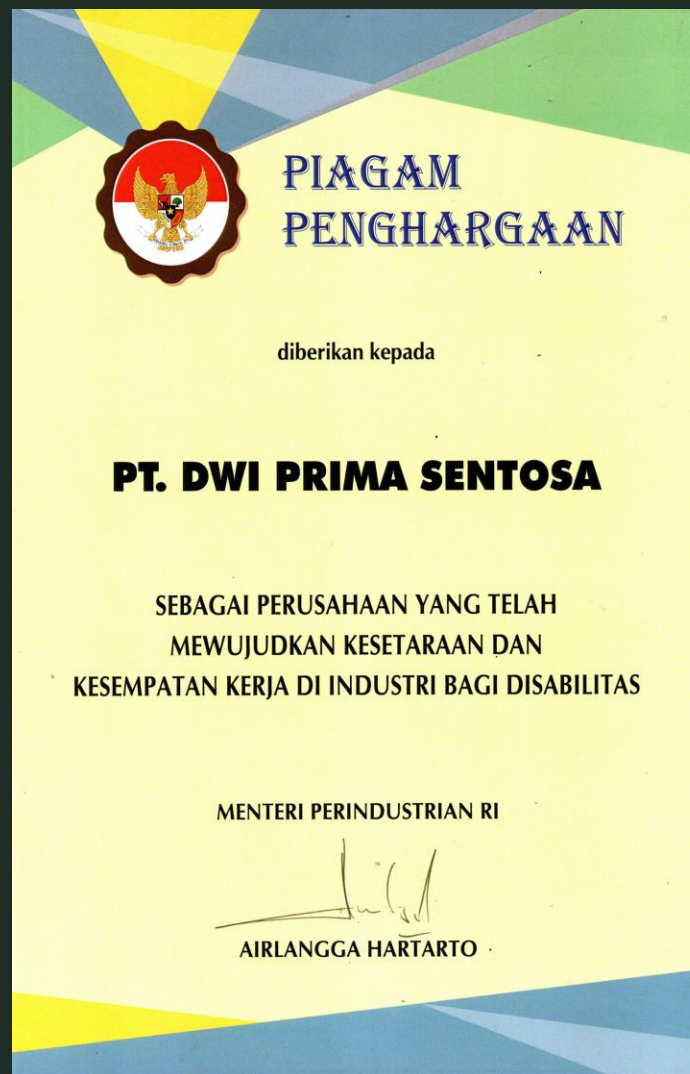 PIAGAM
PENGHARGAAN
diberikan kepada
PT. DWI PRIMA SENTOSA
SEBAGAI PERUSAHAAN YANG TELAH
MEWUJUDKAN KESETARAAN DAN
KESEMPATAN KERJA DI INDUSTRI BAGI DISABILITAS
MENTERI PERINDUSTRIAN RI
AIRLANGGA HARTARTO